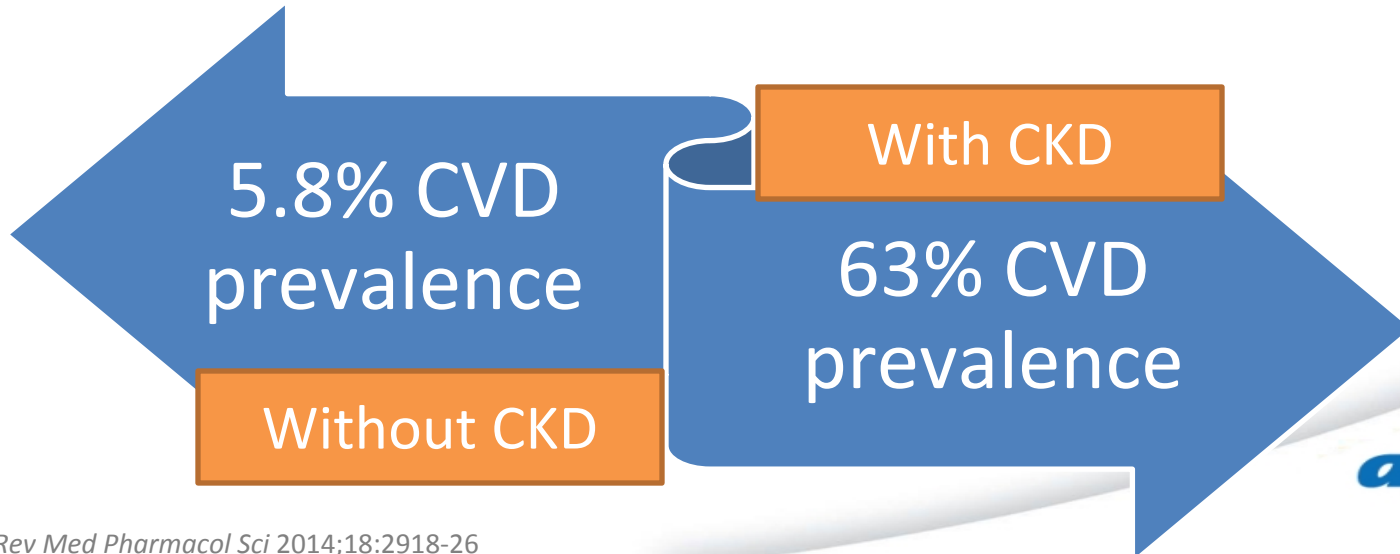 5.8% CVD
prevalence
Without CKD
With CKD
63% CVD
prevalence
Rev Med Pharmacol Sci 2014;18:2918-26